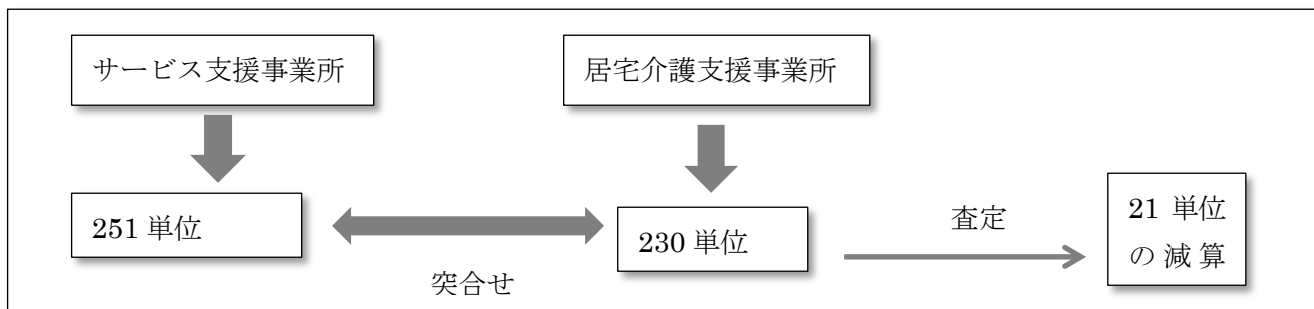 サービス支援事業所
居宅介護支援事業所
251 単位
突合せ
230 単位
査定
21 単位
の減算